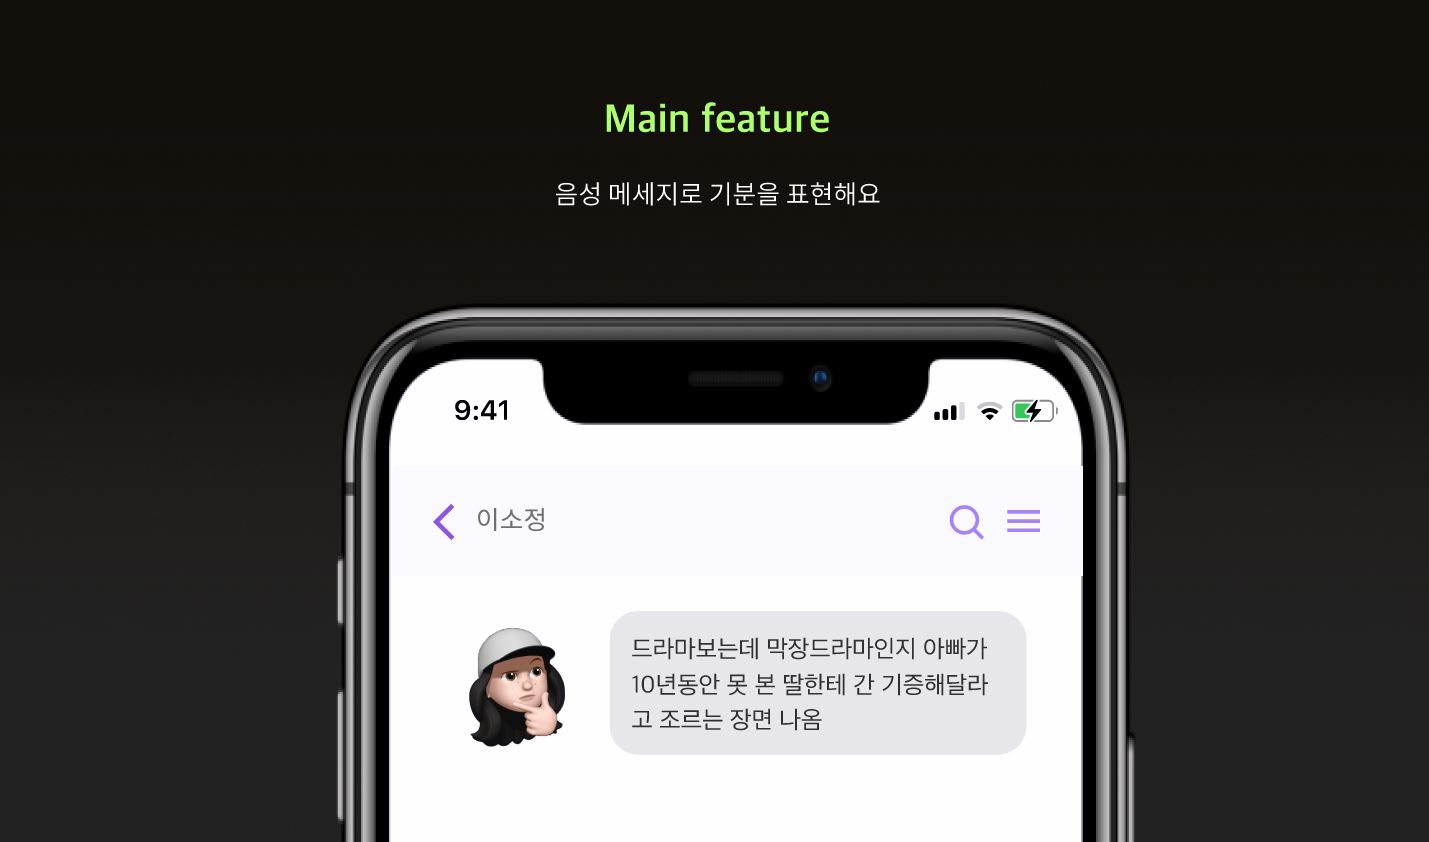 Main feature
음성 메세지로 기분을 표현해요
9:41
이소정
드라마보는데 막장드라마인지 아빠가
10년동안 못 본 딸한테 간 기증해달라
고 조르는 장면 나옴